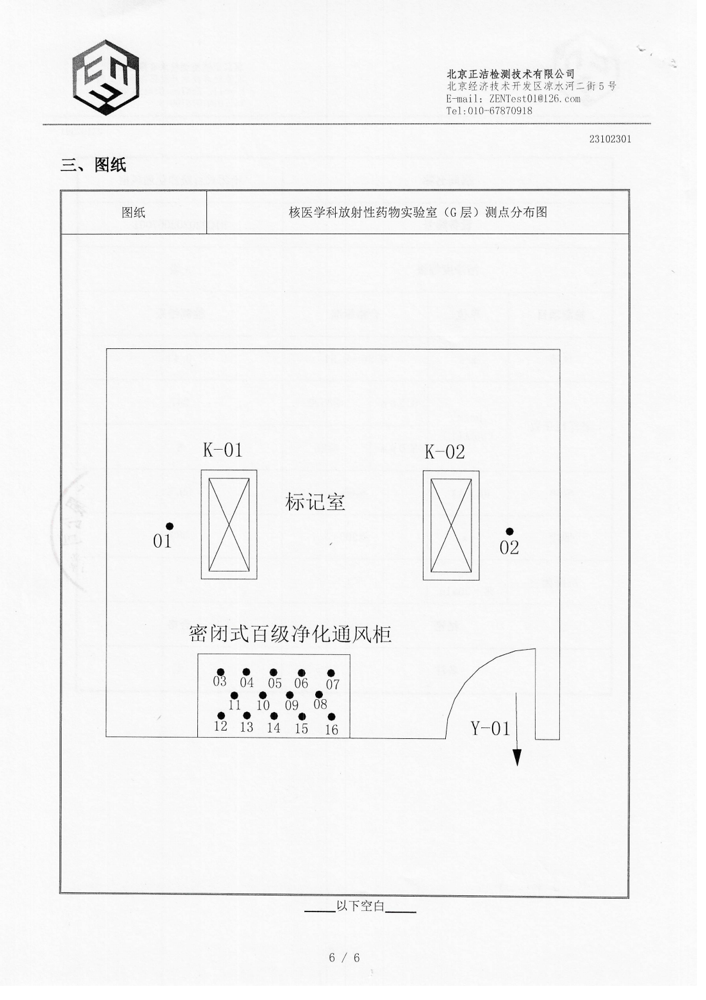 北京正洁检测技术有限公司
北京经济技术开发区凉水河二街5号
E-mail: ZENTest01@126.com
Tel:010-67870918
23102301
三、图纸
图纸
核医学科放射性药物实验室（G层）测点分布图
K-01
K-02
标记室
01
02
密闭式百级净化通风柜
03 04 05 06 07
11 10 09 08
12 13 14 15 16
Y-01
以下空白
6 / 6